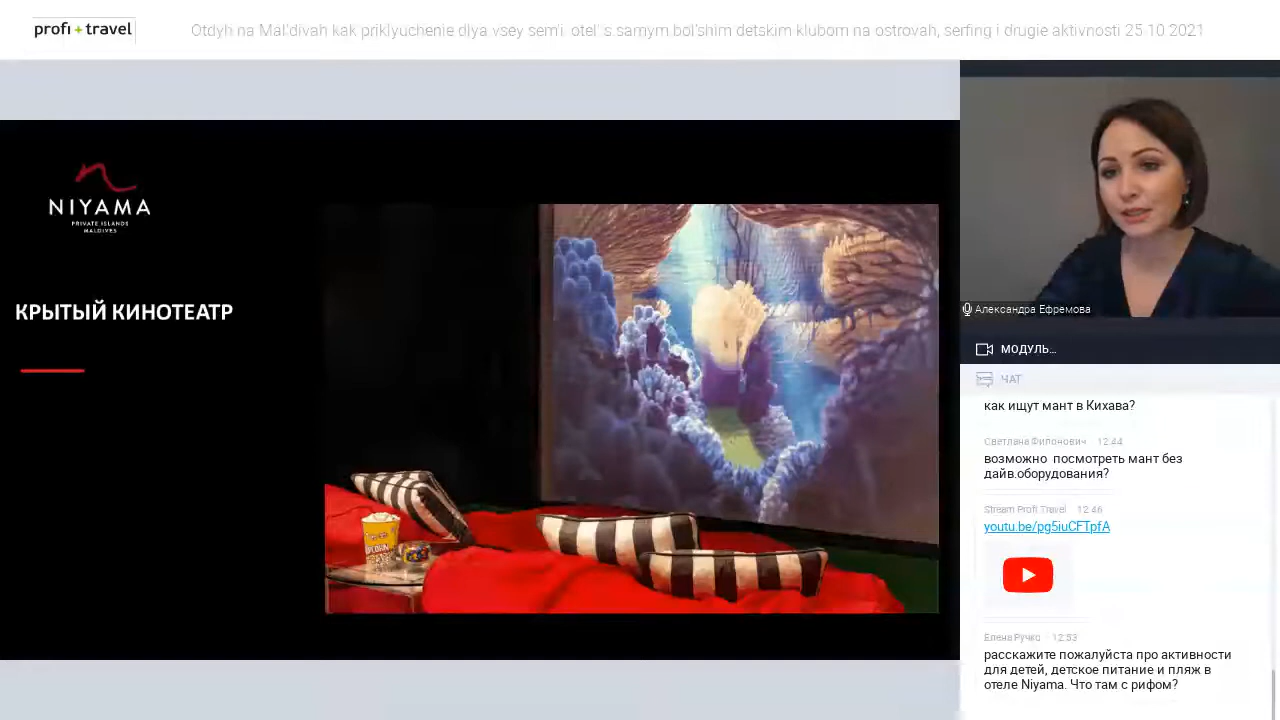 profi + travel
Otdyh na Mal'divah kak priklyuchenie dlya vsey sem'i otel' s samym bol'shim detskim klubom na ostrovah, serfing i drugie aktivnosti 25 10 2021
NIYAMA
PRIVATE ISLANDS
MALDIVES
КРЫТЫЙ КИНОТЕАТР
Александра Ефремова
МОДУЛЬ...
ЧАТ
как ищут мант в Кихава?
Светлана Филонович 12:44
возможно посмотреть мант без
дайв.оборудования?
Stream Profi Travel 12:46
youtu.be/pg5iuCFTpfA
Елена Ручко 12:53
расскажите пожалуйста про активности
для детей, детское питание и пляж в
отеле Niyama. Что там с рифом?